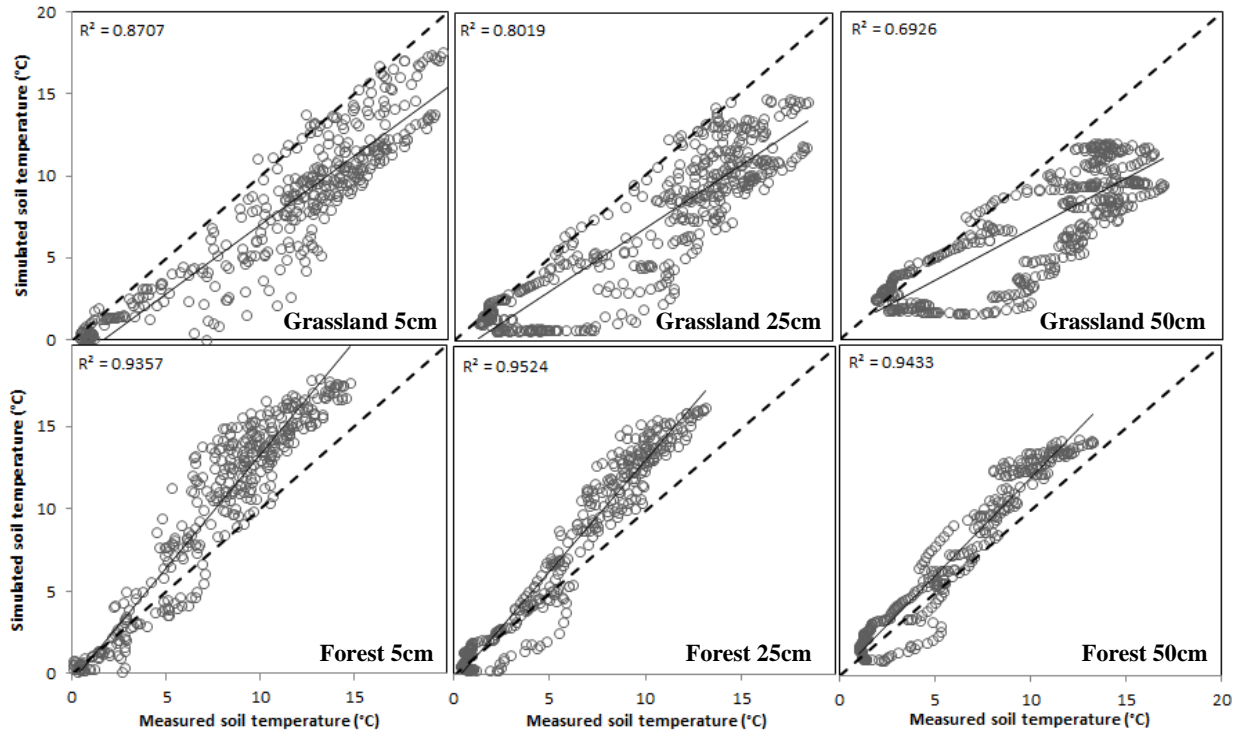 R² = 0.8707
R² = 0.8019
R² = 0.6926
20
15
10
5
0
Simulated soil temperature (°C)
Grassland 5cm
Grassland 25cm
Grassland 50cm
R² = 0.9357
R² = 0.9524
R² = 0.9433
15
10
5
0
Simulated soil temperature (°C)
Forest 5cm
Forest 25cm
Forest 50cm
0 5 10 15 0 5 10 15 0 5 10 15 20
Measured soil temperature (°C) Measured soil temperature (°C) Measured soil temperature (°C)